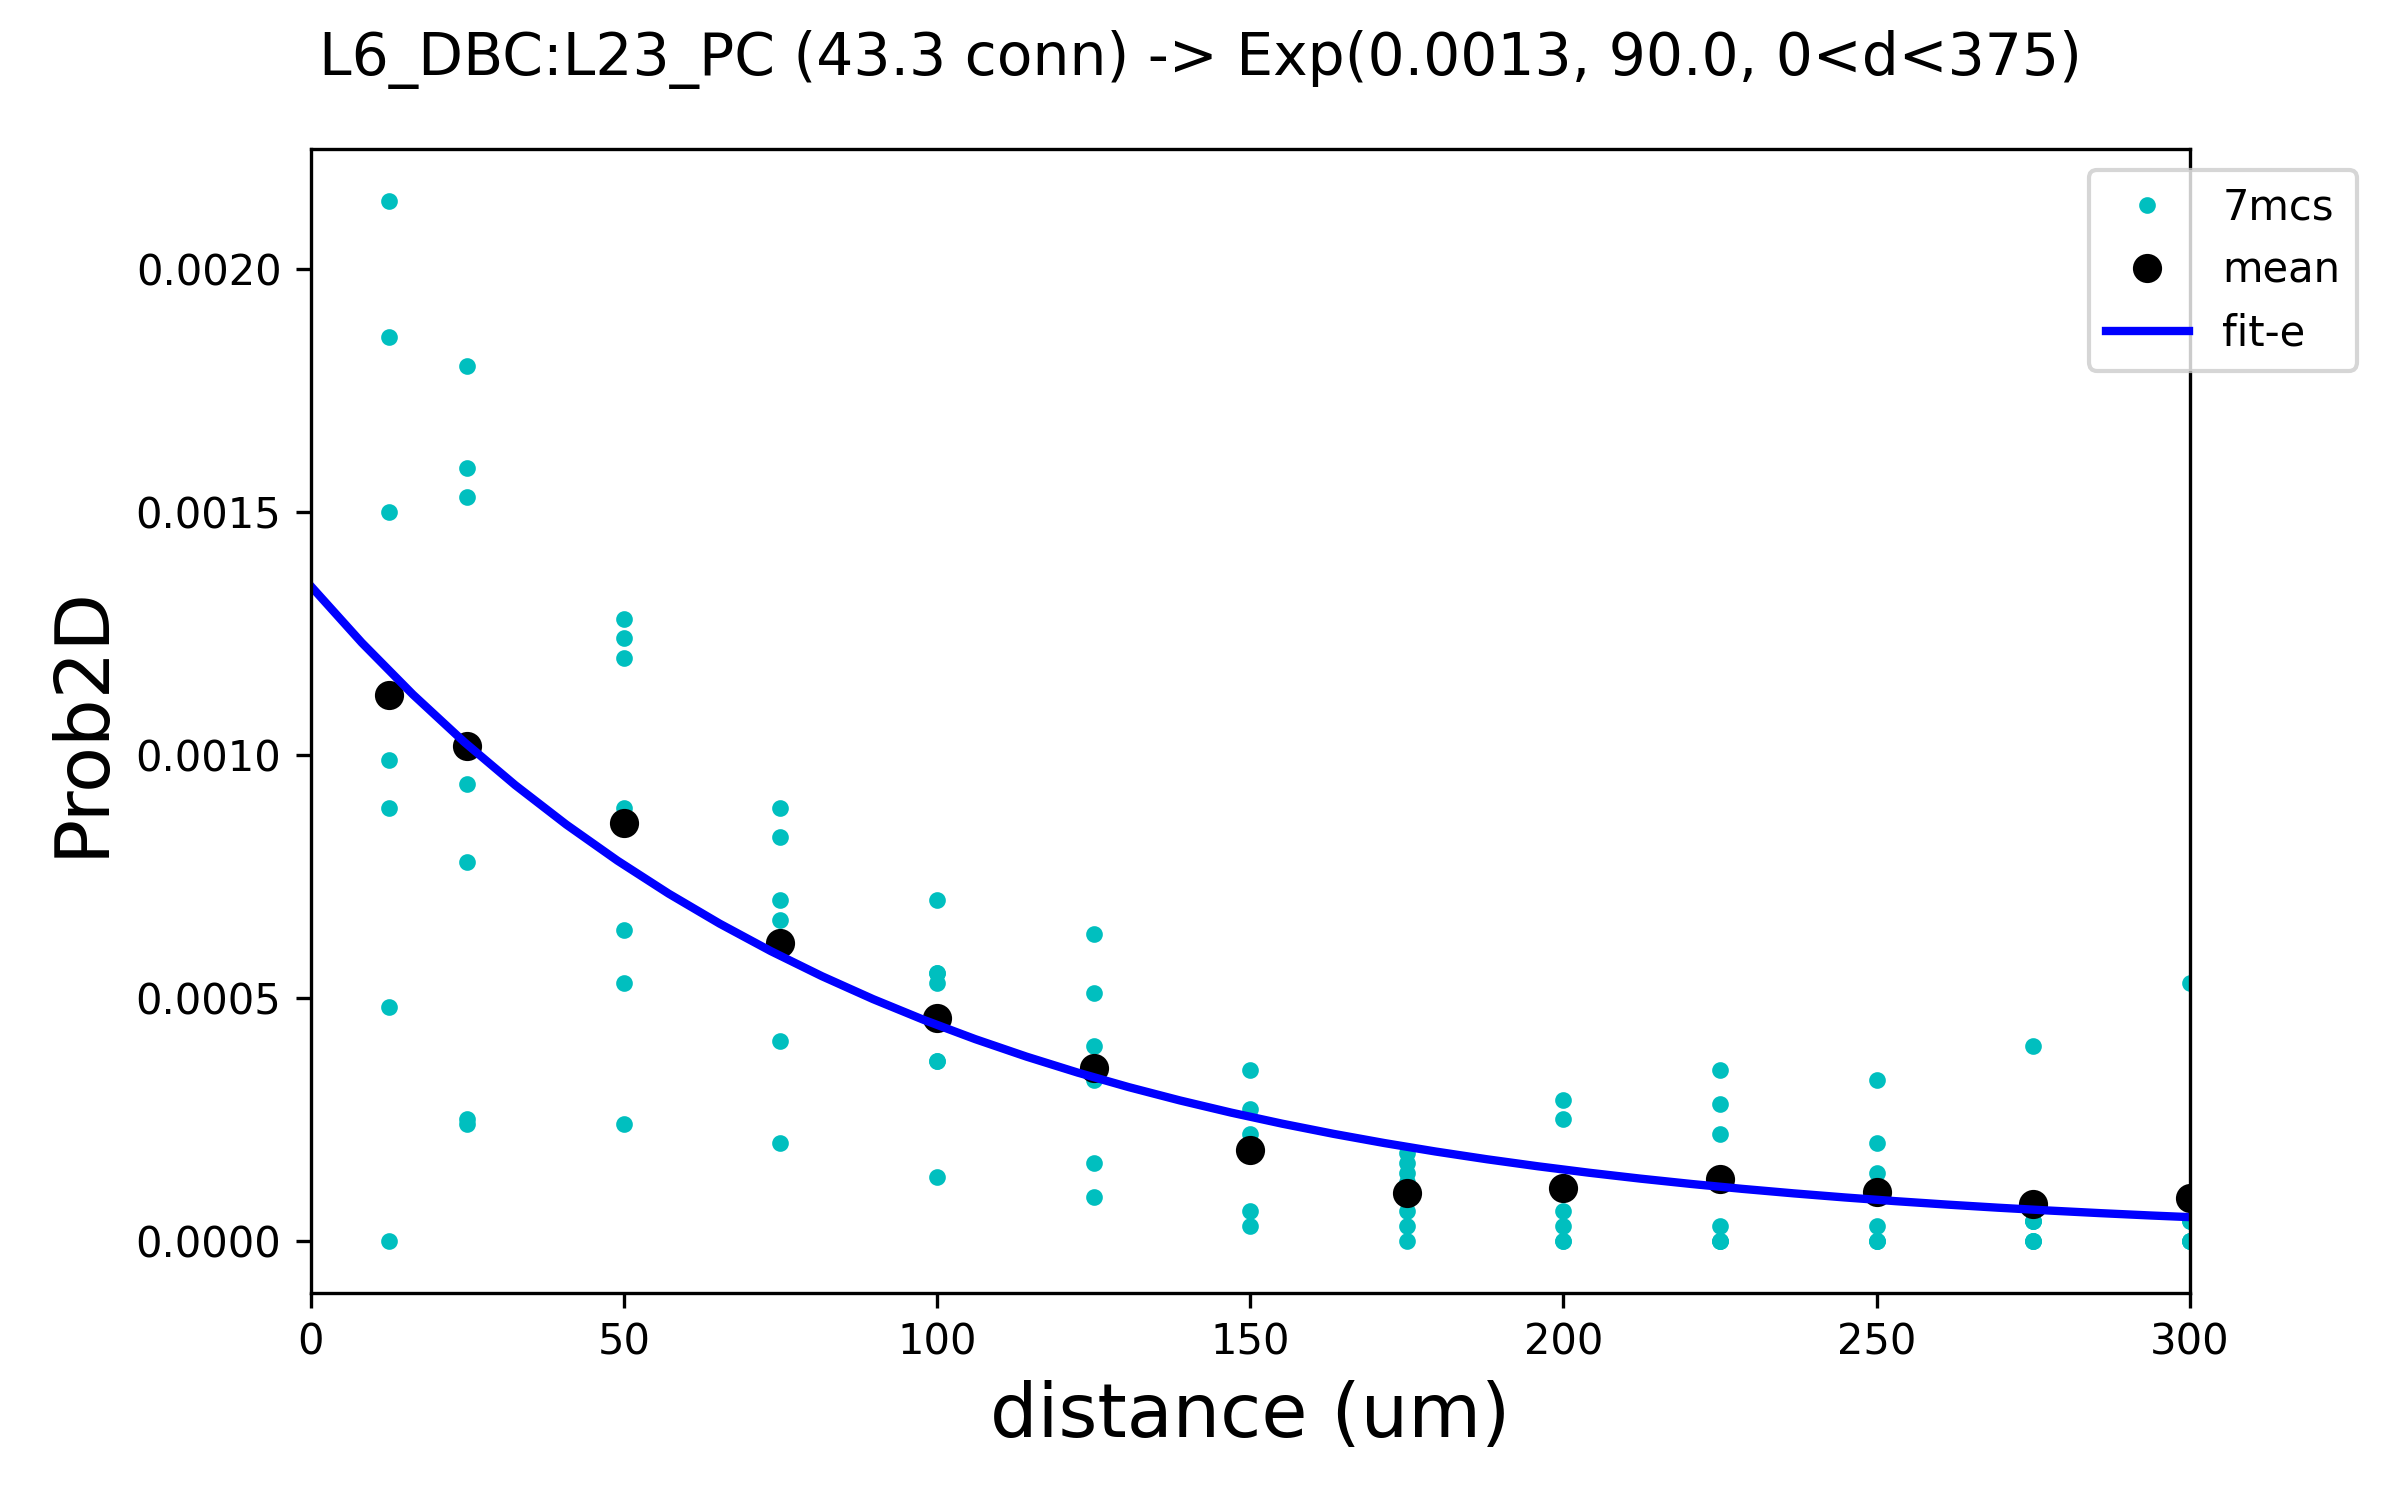 L6_DBC:L23_PC (43.3 conn) -> Exp(0.0013, 90.0, 0<d<375)
7mcs
mean
fit-e
Prob2D
0.0020
0.0015
0.0010
0.0005
0.0000
0 50 100 150 200 250 300
distance (um)